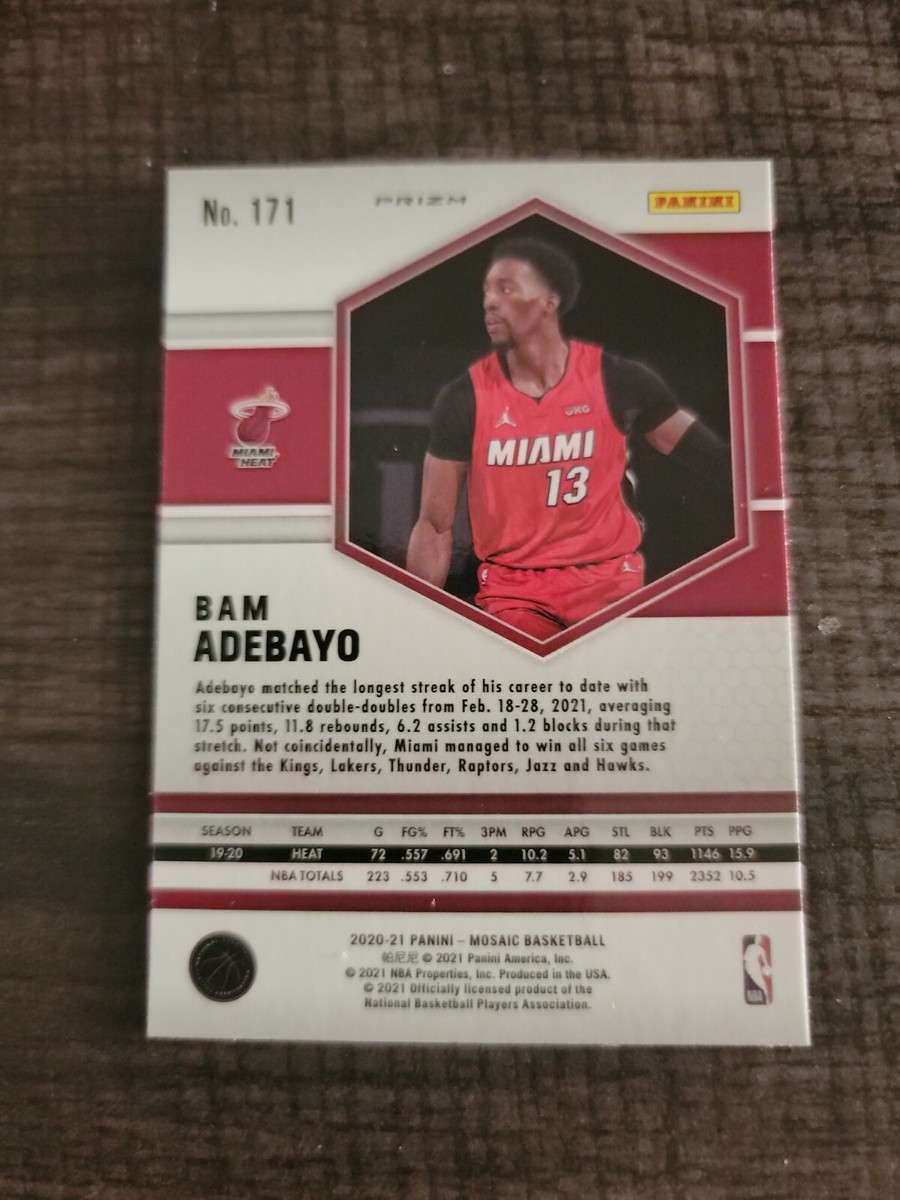 No. 171
PRIZM
PANINI
UKG
MIAMI
13
MIAMI
HEAT
BAM
ADEBAYO
Adebayo matched the longest streak of his career to date with
six consecutive double-doubles from Feb. 18-28, 2021, averaging
17.5 points, 11.8 rebounds, 6.2 assists and 1.2 blocks during that
stretch. Not coincidentally, Miami managed to win all six games
against the Kings, Lakers, Thunder, Raptors, Jazz and Hawks.
SEASON TEAM G FG% FT% 3PM RPG APG STL BLK PTS PPG
19-20 HEAT 72 .557 .691 2 10.2 5.1 82 93 1146 15.9
NBA TOTALS 223 .553 .710 5 7.7 2.9 185 199 2352 10.5
2020-21 PANINI – MOSAIC BASKETBALL
帕尼尼 © 2021 Panini America, Inc.
© 2021 NBA Properties, Inc. Produced in the USA.
© 2021 Officially licensed product of the
National Basketball Players Association.
NBA